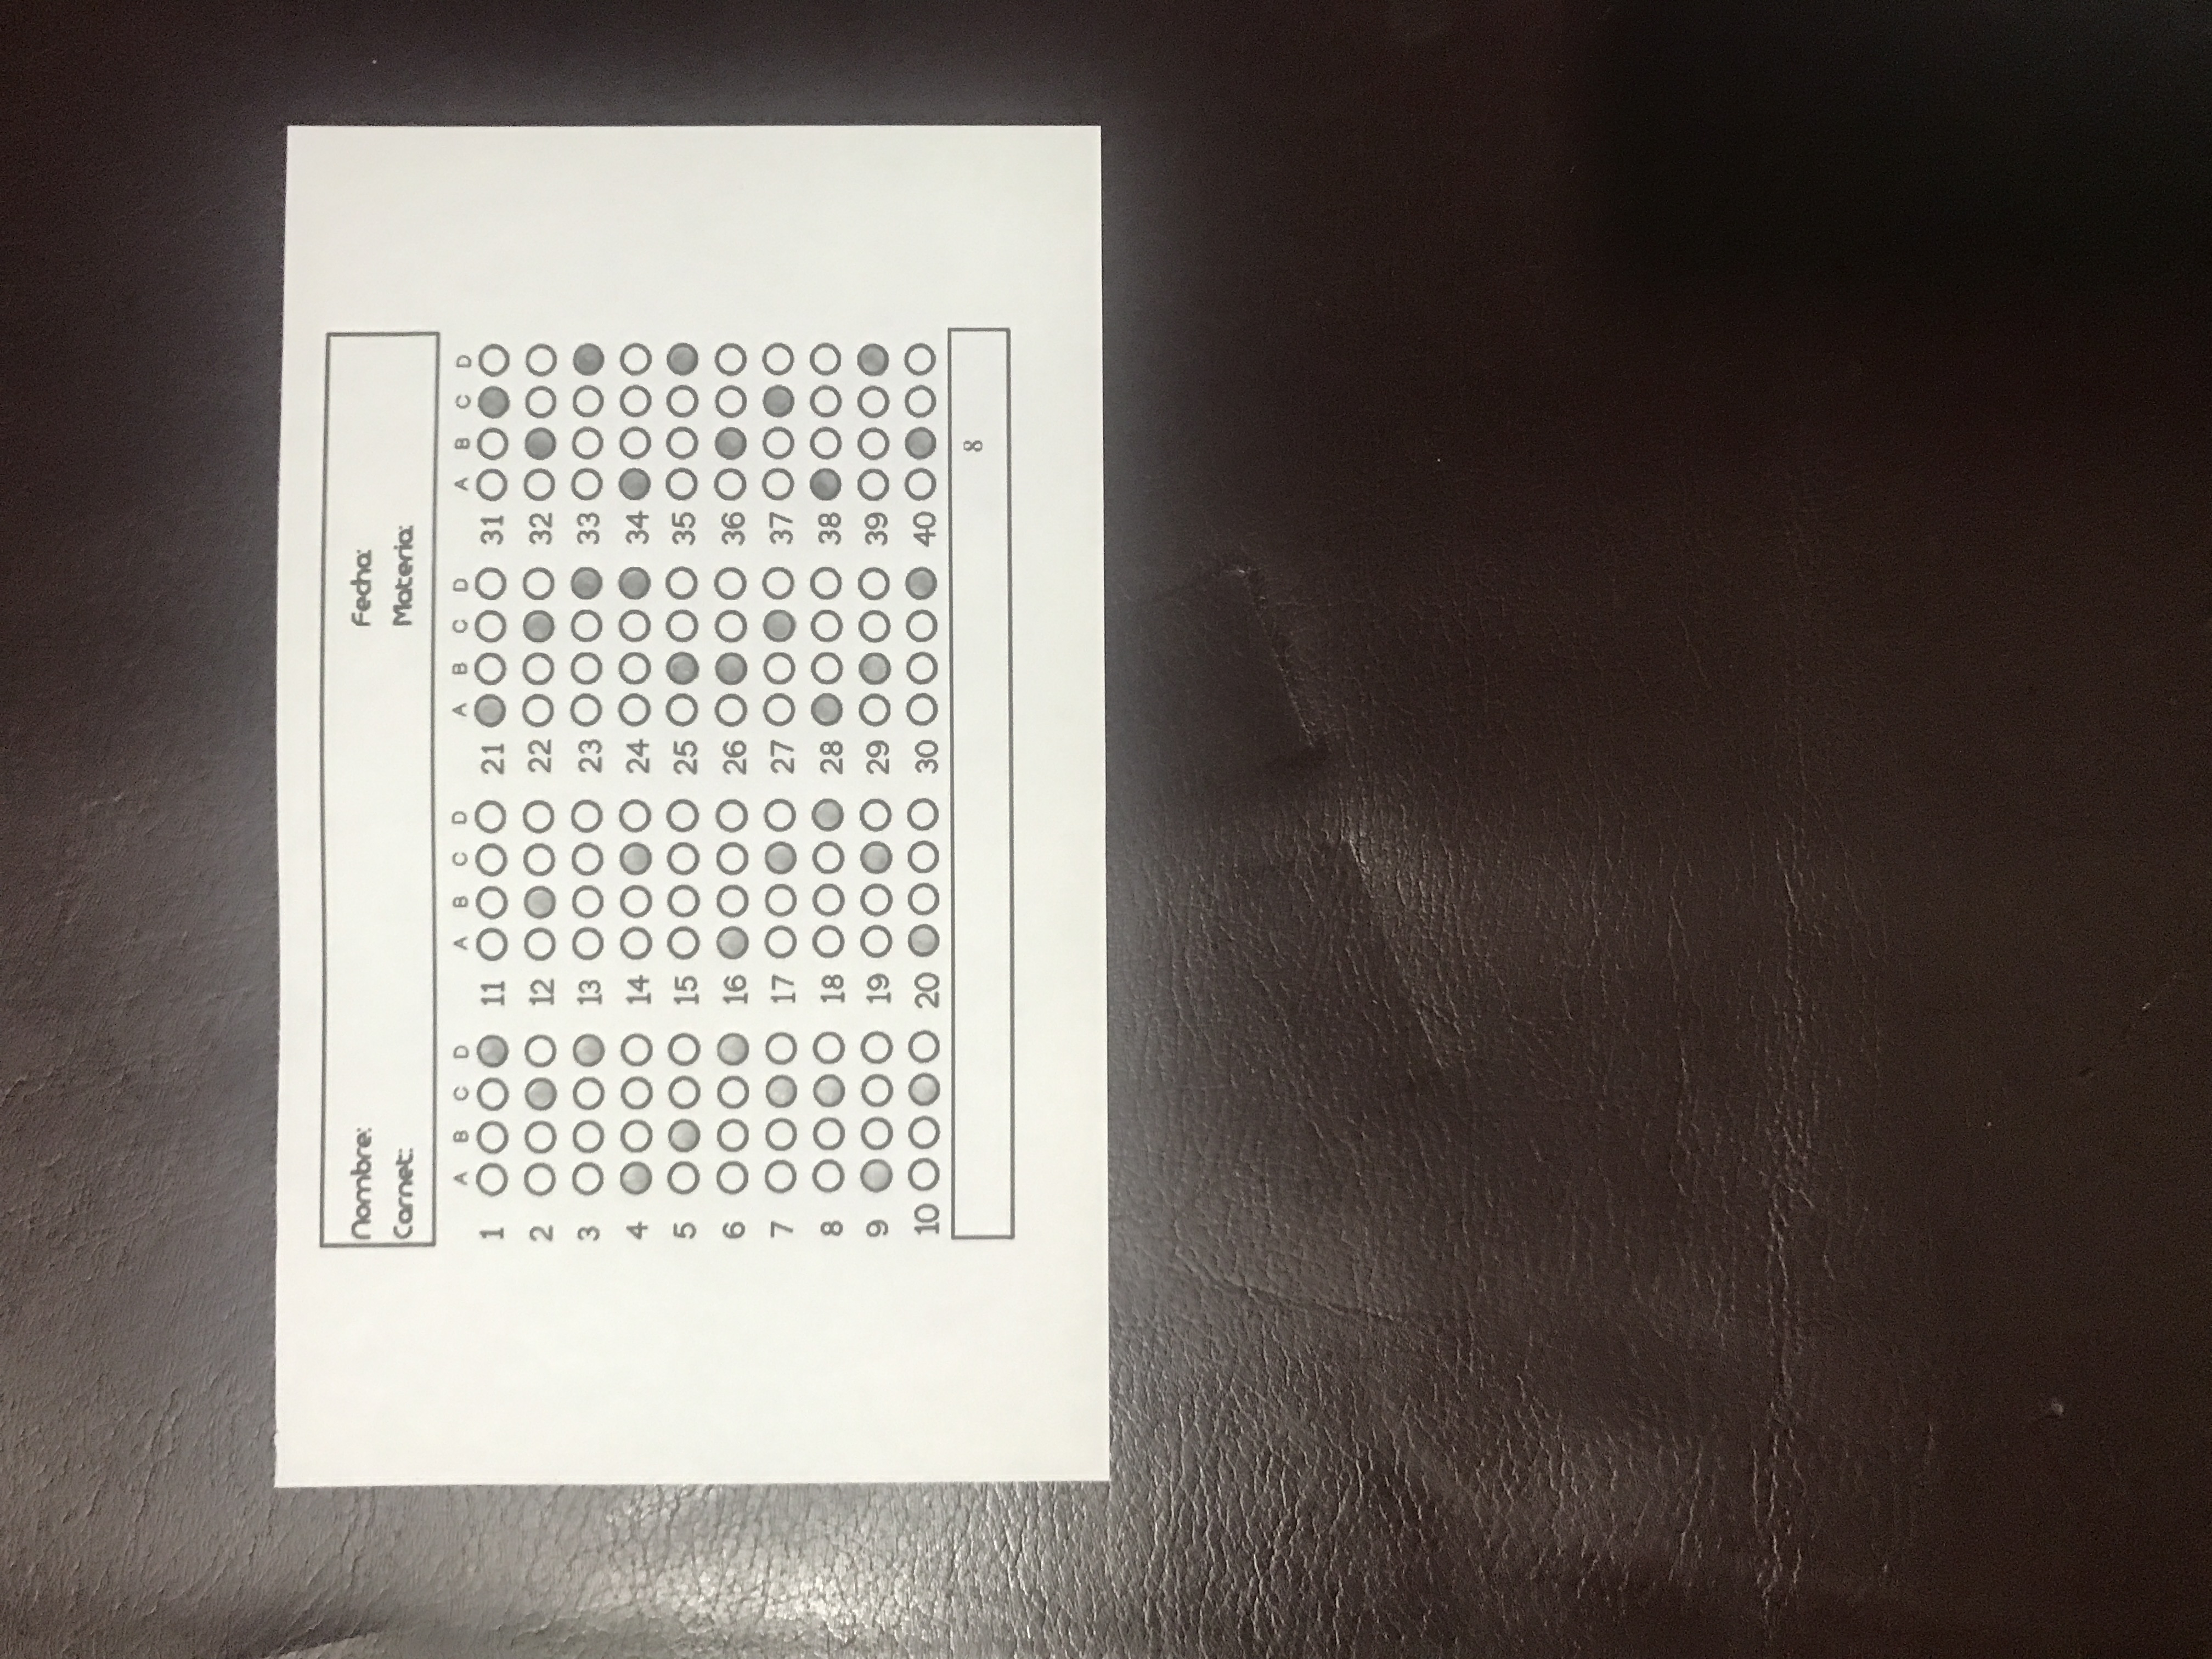 Nombre: Fecha:
Carnet: Materia:
A B C D A B C D A B C D A B C D
1 11 21 31
2 12 22 32
3 13 23 33
4 14 24 34
5 15 25 35
6 16 26 36
7 17 27 37
8 18 28 38
9 19 29 39
10 20 30 40
8